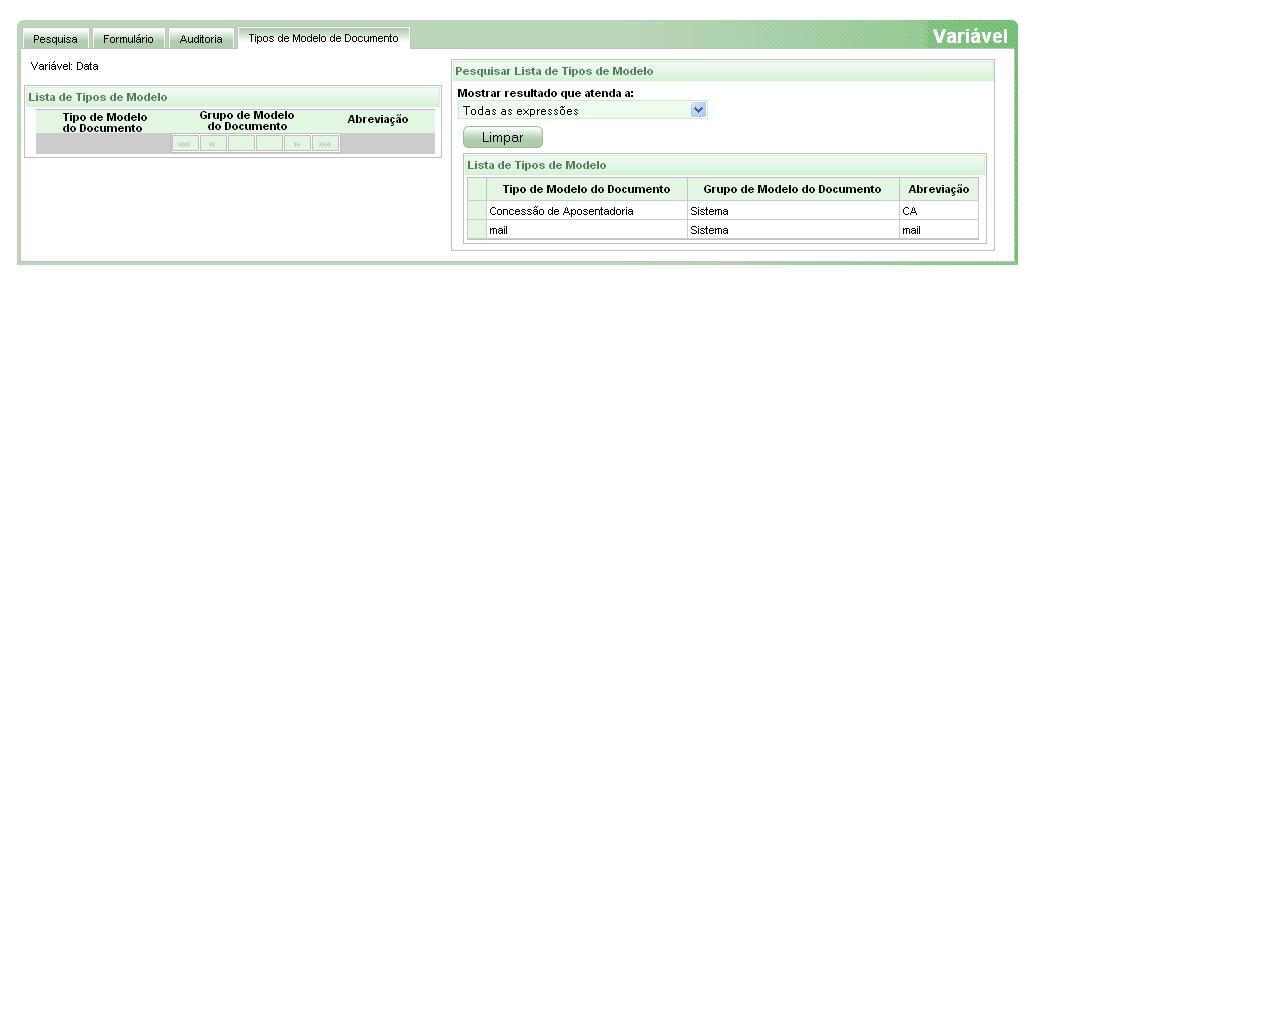 Pesquisa Formulário Auditoria Tipos de Modelo de Documento Variável
Variável: Data
Lista de Tipos de Modelo
Tipo de Modelo do Documento Grupo de Modelo do Documento Abreviação
«« « » »»
Pesquisar Lista de Tipos de Modelo
Mostrar resultado que atenda a:
Todas as expressões
Limpar
Lista de Tipos de Modelo
Tipo de Modelo do Documento Grupo de Modelo do Documento Abreviação
Concessão de Aposentadoria Sistema CA
mail Sistema mail